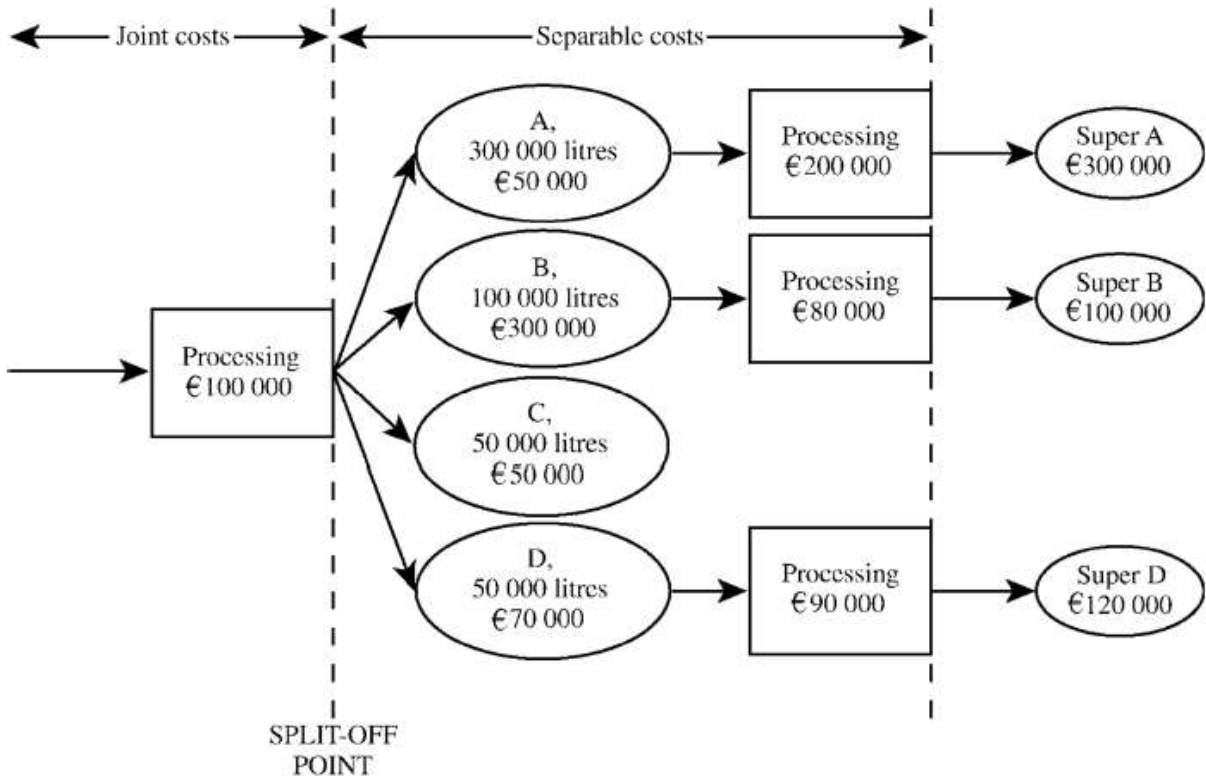 Joint costs
Separable costs
A,
300 000 litres
€50 000
Processing
€200 000
Super A
€300 000
B,
100 000 litres
€300 000
Processing
€80 000
Super B
€100 000
Processing
€100 000
C,
50 000 litres
€50 000
D,
50 000 litres
€70 000
Processing
€90 000
Super D
€120 000
SPLIT-OFF
POINT